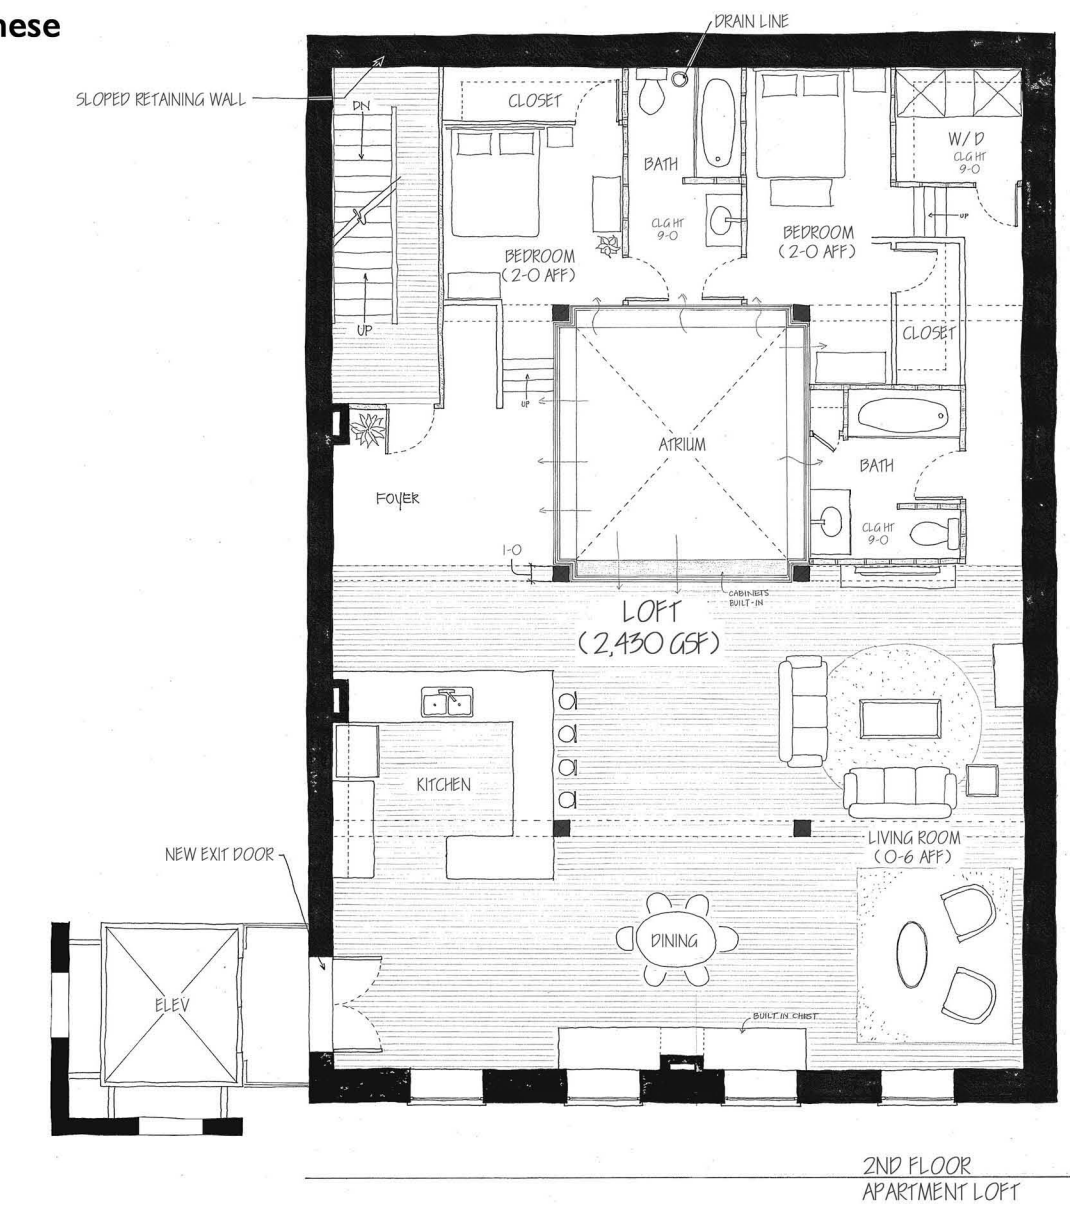 nese
DRAIN LINE
SLOPED RETAINING WALL
DN
CLOSET
W/D
CLG HT
9-0
BATH
UP
CLG HT
9-0
BEDROOM
(2-0 AFF)
BEDROOM
(2-0 AFF)
UP
CLOSET
UP
ATRIUM
BATH
FOYER
CLG HT
9-0
1-0
CABINETS
BUILT-IN
LOFT
(2,430 GSF)
KITCHEN
LIVING ROOM
(0-6 AFF)
NEW EXIT DOOR
DINING
ELEV
BUILT IN CHEST
2ND FLOOR
APARTMENT LOFT